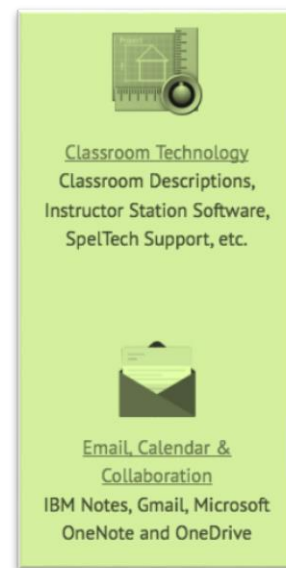 Classroom Technology
Classroom Descriptions,
Instructor Station Software,
SpelTech Support, etc.
Email, Calendar &
Collaboration
IBM Notes, Gmail, Microsoft
OneNote and OneDrive